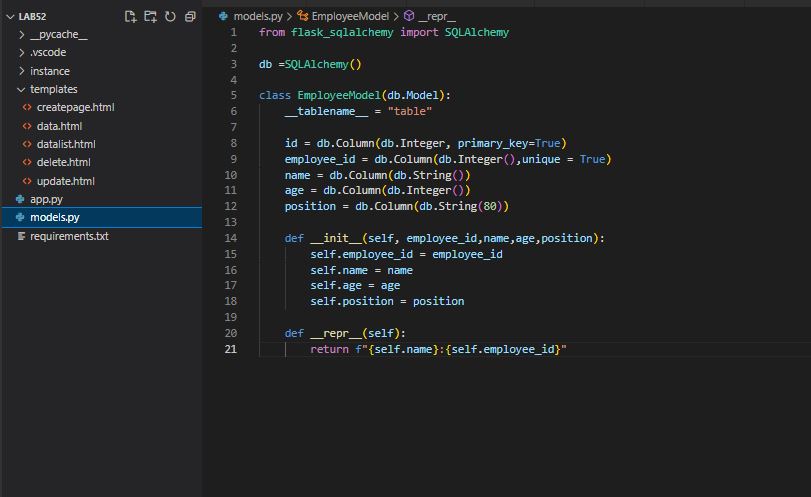 LAB52
__pycache__
.vscode
instance
templates
createpage.html
data.html
datalist.html
delete.html
update.html
app.py
models.py
requirements.txt
models.py > EmployeeModel > __repr__
1 from flask_sqlalchemy import SQLAlchemy
2
3 db =SQLAlchemy()
4
5 class EmployeeModel(db.Model):
6     __tablename__ = "table"
7
8     id = db.Column(db.Integer, primary_key=True)
9     employee_id = db.Column(db.Integer(),unique = True)
10     name = db.Column(db.String())
11     age = db.Column(db.Integer())
12     position = db.Column(db.String(80))
13
14     def __init__(self, employee_id,name,age,position):
15         self.employee_id = employee_id
16         self.name = name
17         self.age = age
18         self.position = position
19
20     def __repr__(self):
21         return f"{self.name}:{self.employee_id}"